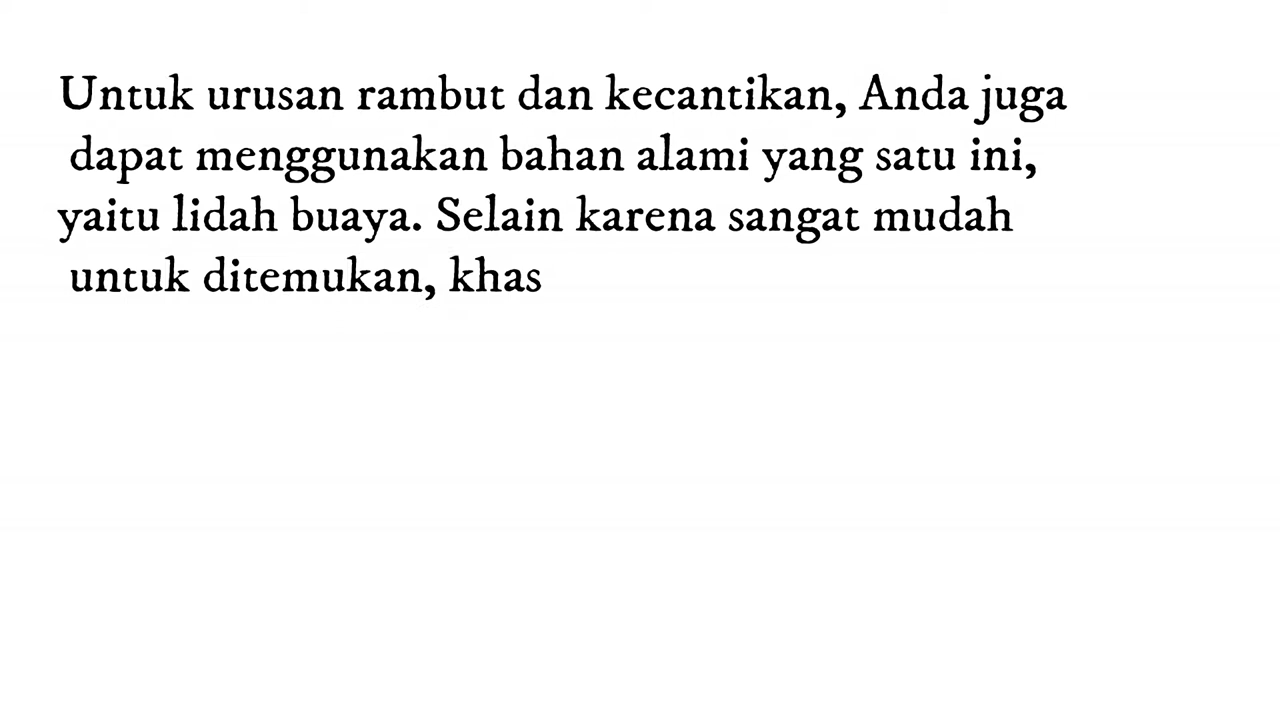 Untuk urusan rambut dan kecantikan, Anda juga
dapat menggunakan bahan alami yang satu ini,
yaitu lidah buaya. Selain karena sangat mudah
untuk ditemukan, khas